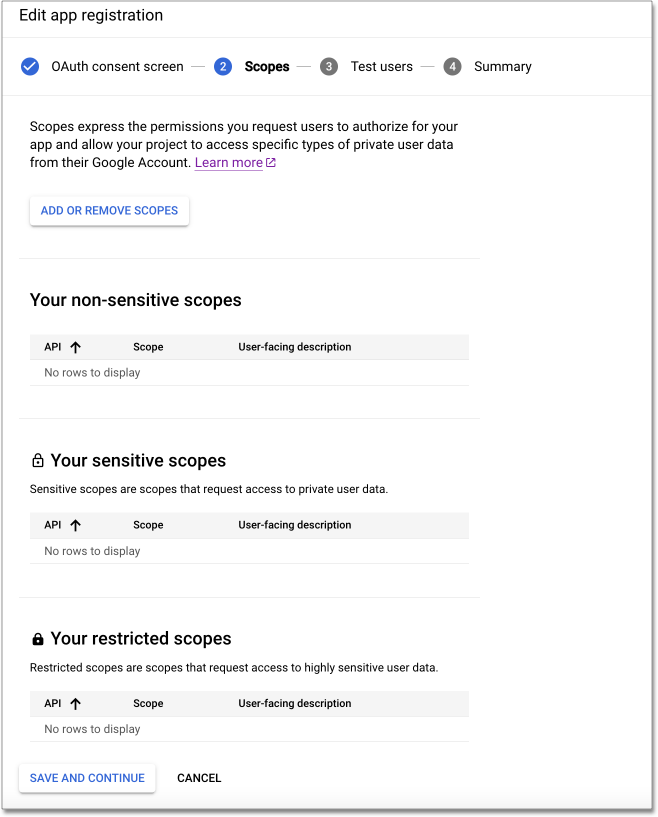 Edit app registration
OAuth consent screen — 2 Scopes — 3 Test users — 4 Summary
Scopes express the permissions you request users to authorize for your
app and allow your project to access specific types of private user data
from their Google Account. Learn more
ADD OR REMOVE SCOPES
Your non-sensitive scopes
API Scope User-facing description
No rows to display
Your sensitive scopes
Sensitive scopes are scopes that request access to private user data.
API Scope User-facing description
No rows to display
Your restricted scopes
Restricted scopes are scopes that request access to highly sensitive user data.
API Scope User-facing description
No rows to display
SAVE AND CONTINUE CANCEL